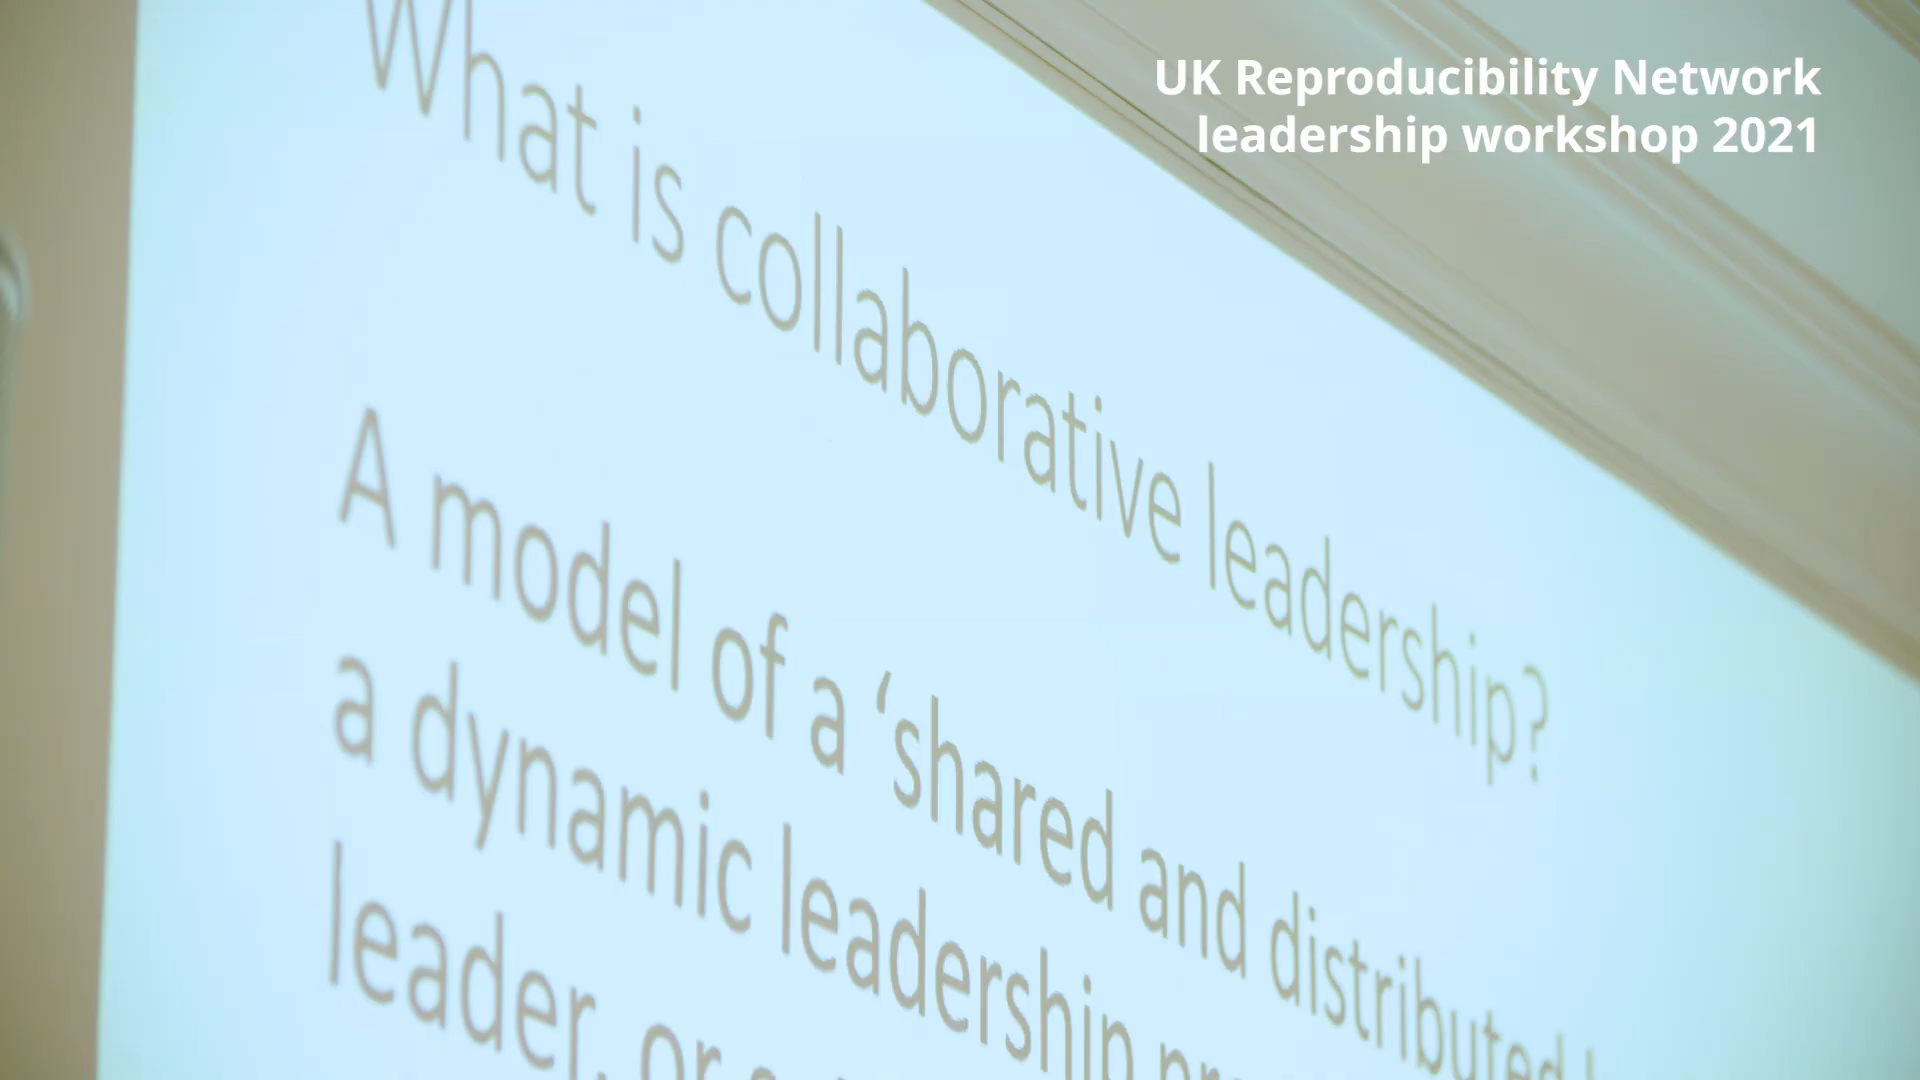 UK Reproducibility Network
leadership workshop 2021
What is collaborative leadership?
A model of a ‘shared and distributed
a dynamic leadership
leader, or